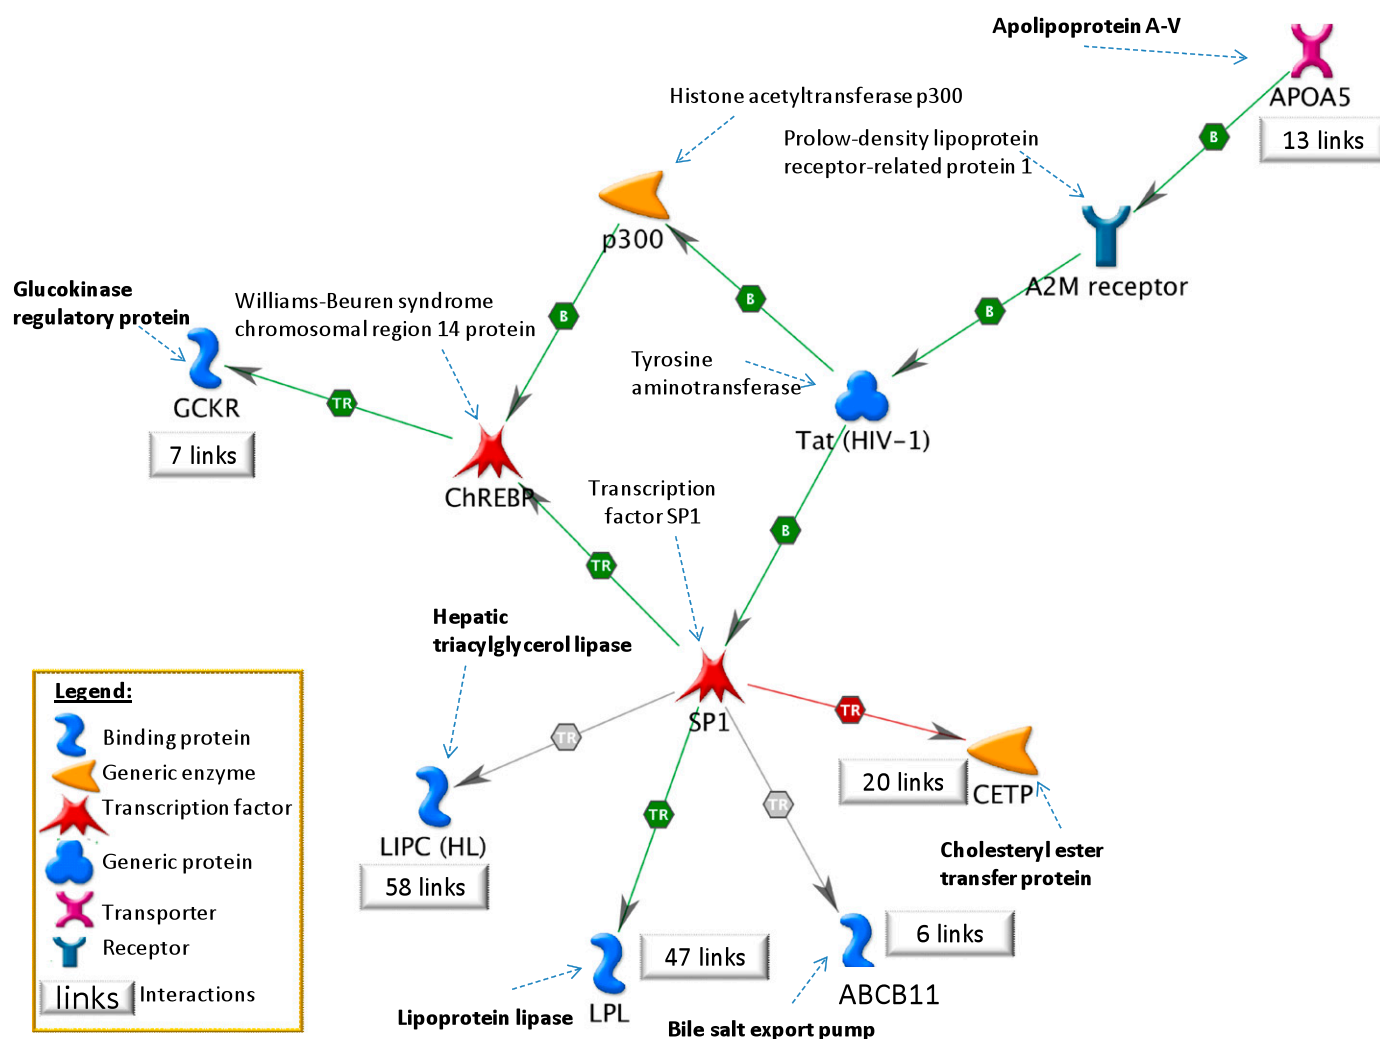 Apolipoprotein A-V
APOA5
13 links
B
Histone acetyltransferase p300
Prolow-density lipoprotein
receptor-related protein 1
p300
A2M receptor
B
B
B
Glucokinase
regulatory protein
Williams-Beuren syndrome
chromosomal region 14 protein
Tyrosine
aminotransferase
GCKR
7 links
TR
Tat (HIV-1)
ChREBP
Transcription
factor SP1
B
TR
Hepatic
triacylglycerol lipase
SP1
TR
TR
TR
TR
LIPC (HL)
58 links
20 links
CETP
Cholesteryl ester
transfer protein
47 links
6 links
LPL
ABCB11
Lipoprotein lipase
Bile salt export pump
Legend:
Binding protein
Generic enzyme
Transcription factor
Generic protein
Transporter
Receptor
links Interactions